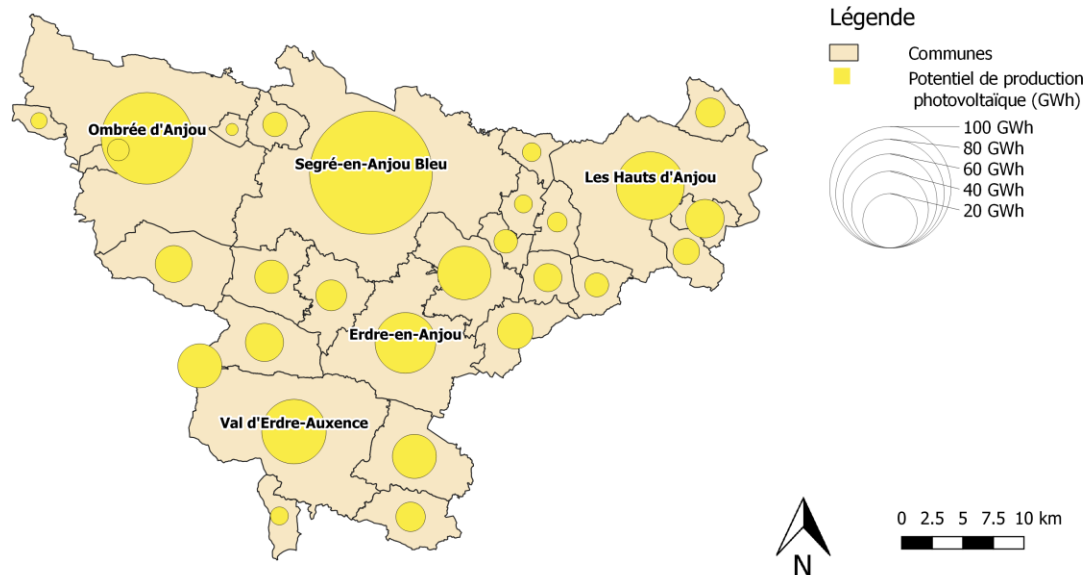 Légende
Communes
Potentiel de production
photovoltaïque (GWh)
100 GWh
80 GWh
60 GWh
40 GWh
20 GWh
Ombrée d'Anjou
Segré-en-Anjou Bleu
Les Hauts d'Anjou
Erdre-en-Anjou
Val d'Erdre-Auxence
N
0 2.5 5 7.5 10 km